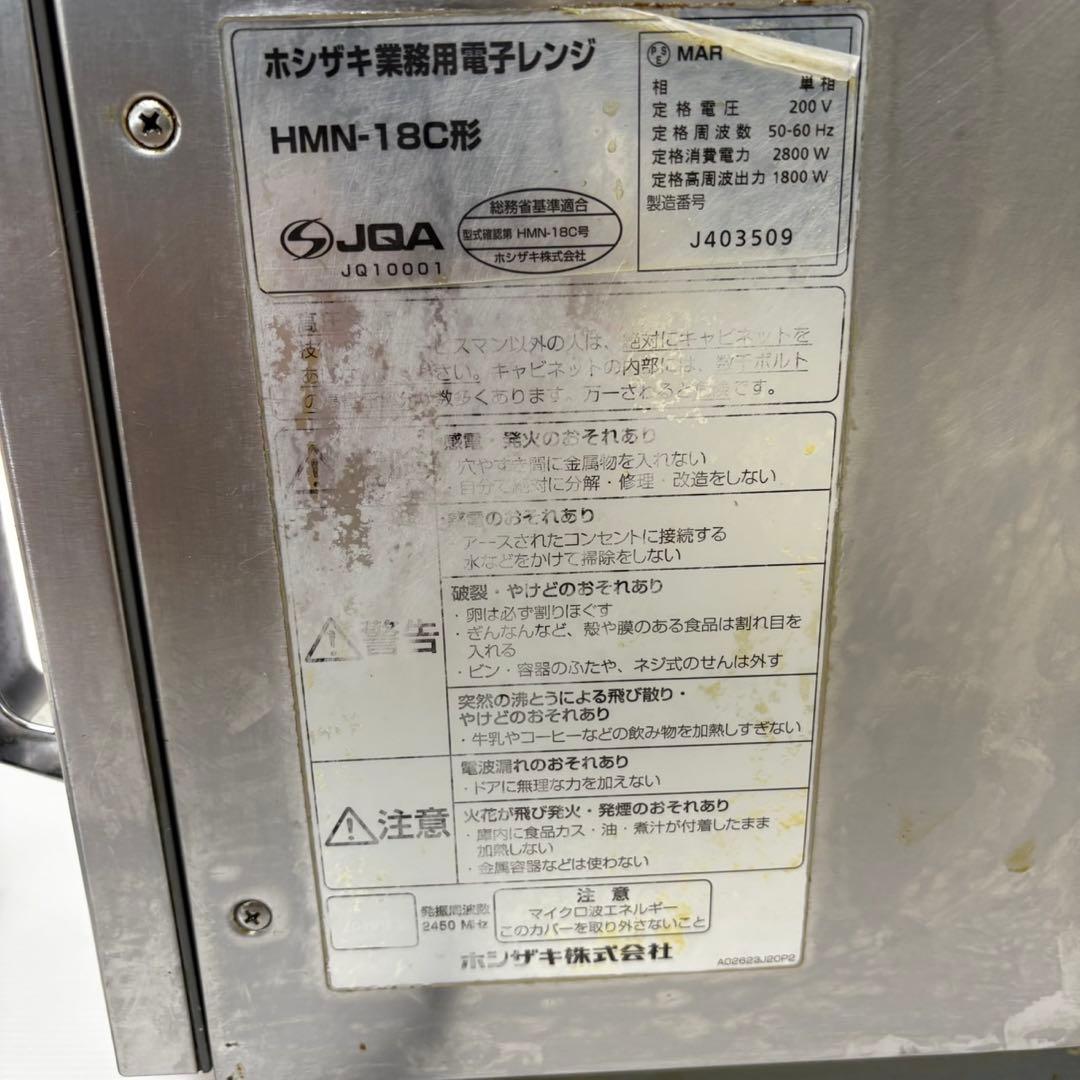 ホシザキ業務用電子レンジ
HMN-18C形
JQA
JQ10001
総務省基準適合
型式確認第 HMN-18C号
ホシザキ株式会社
PSE MAR
相 単相
定格電圧 200 V
定格周波数 50-60 Hz
定格消費電力 2800 W
定格高周波出力 1800 W
製造番号
J403509
スマン以外の人は、絶対にキャビネットを
さい。キャビネットの内部には、数千ボルト
数多くあります。万一さわると危険です。
感電・発火のおそれあり
穴やすき間に金属物を入れない
・自分で絶対に分解・修理・改造をしない
感電のおそれあり
アースされたコンセントに接続する
水などをかけて掃除をしない
警告
破裂・やけどのおそれあり
・卵は必ず割りほぐす
・ぎんなんなど、殻や膜のある食品は割れ目を
入れる
・ビン・容器のふたや、ネジ式のせんは外す
突然の沸とうによる飛び散り・
やけどのおそれあり
・牛乳やコーヒーなどの飲み物を加熱しすぎない
注意
電波漏れのおそれあり
・ドアに無理な力を加えない
火花が飛び発火・発煙のおそれあり
・庫内に食品カス・油・煮汁が付着したまま
加熱しない
・金属容器などは使わない
発振周波数
2450 MHz
注意
マイクロ波エネルギー
このカバーを取り外さないこと
ホシザキ株式会社
A02623J20P2